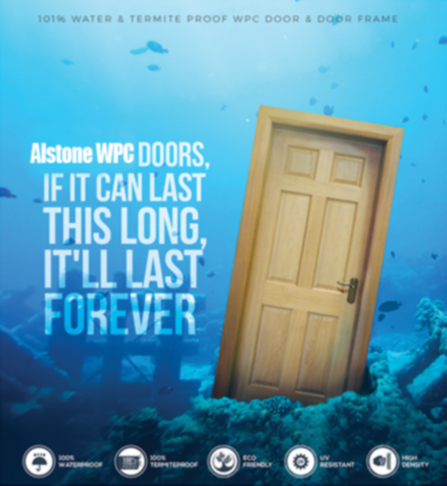 101% WATER & TERMITE PROOF WPC DOOR & DOOR FRAME
Alstone WPC DOORS,
IF IT CAN LAST
THIS LONG,
IT'LL LAST
FOREVER
100%
WATERPROOF
100%
TERMITEPROOF
ECO
FRIENDLY
UV
RESISTANT
HIGH
DENSITY